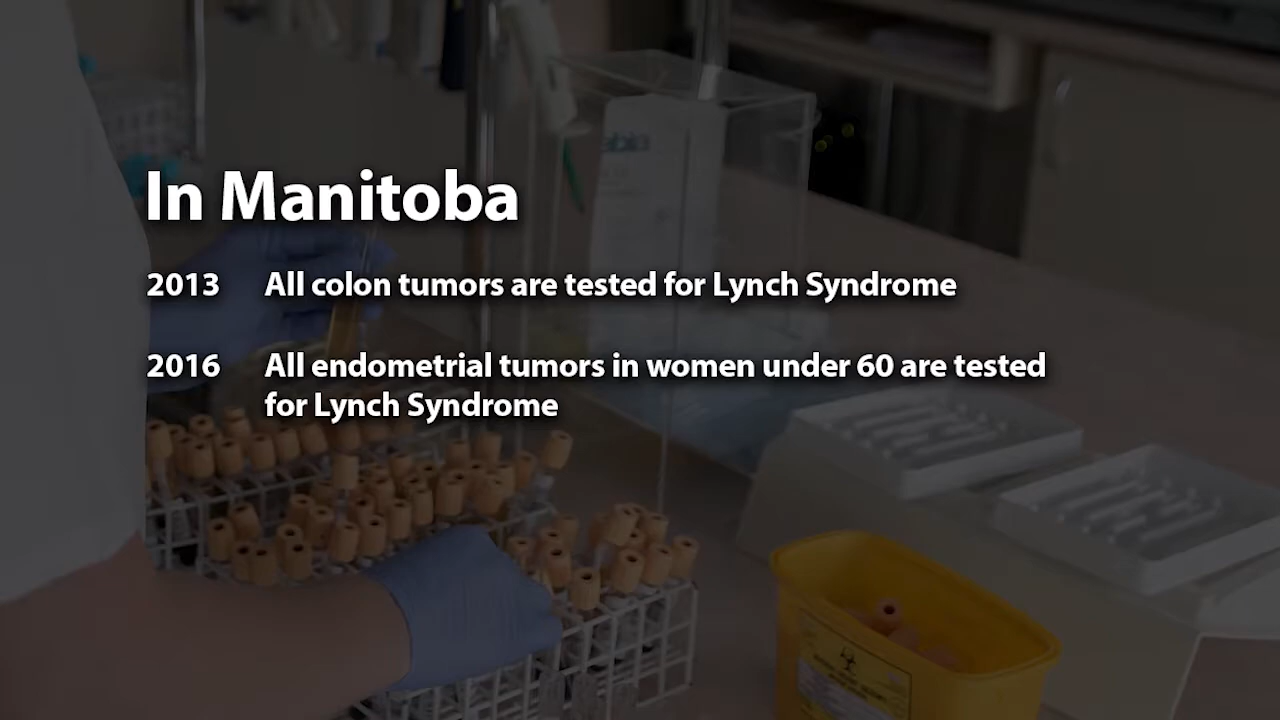 In Manitoba
2013 All colon tumors are tested for Lynch Syndrome
2016 All endometrial tumors in women under 60 are tested
for Lynch Syndrome